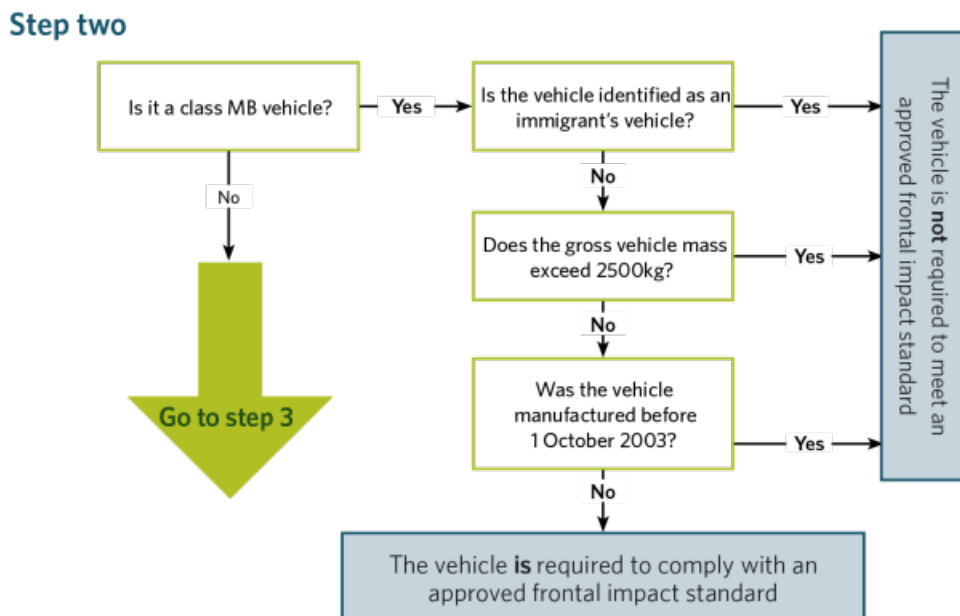 Step two
Is it a class MB vehicle?
Yes
Is the vehicle identified as an
immigrant's vehicle?
Yes
No
No
Does the gross vehicle mass
exceed 2500kg?
Yes
No
Was the vehicle
manufactured before
1 October 2003?
Yes
No
Go to step 3
The vehicle is not required to meet an
approved frontal impact standard
The vehicle is required to comply with an
approved frontal impact standard